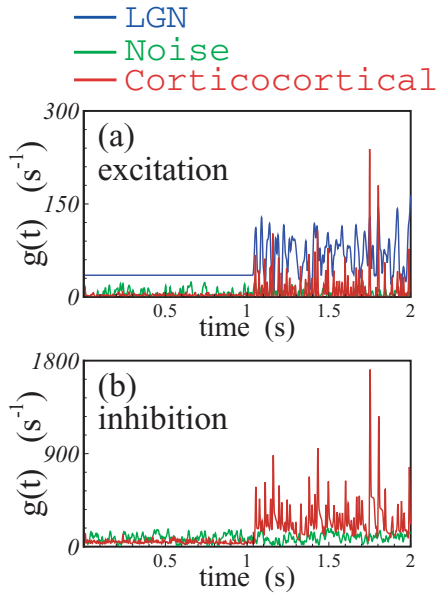 LGN
Noise
Corticocortical
300
(a)
excitation
150
g(t) (s⁻¹)
0
0.5 1 1.5 2
time (s)
1800
(b)
inhibition
900
g(t) (s⁻¹)
0
0.5 1 1.5 2
time (s)